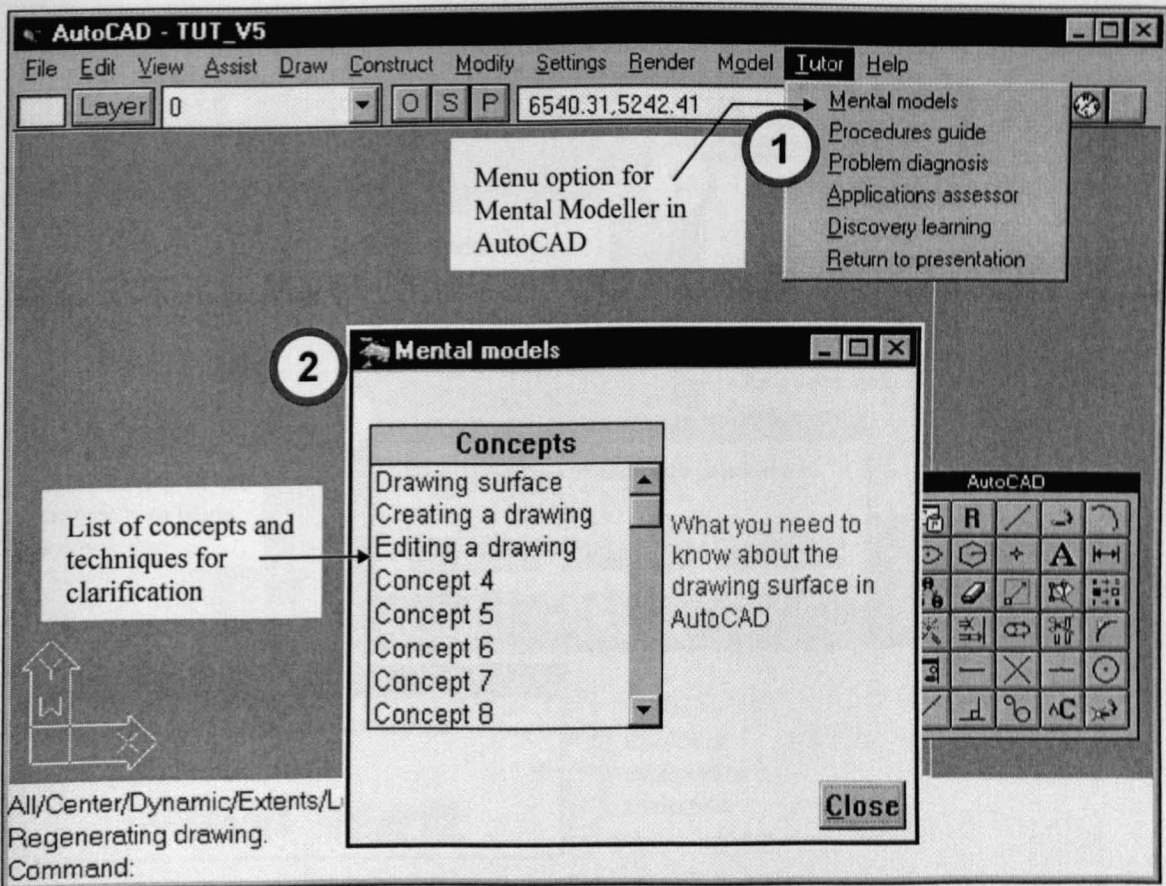 AutoCAD - TUT_V5
File Edit View Assist Draw Construct Modify Settings Render Model Tutor Help
Layer 0 O S P 6540.31,5242.41
Mental models
Procedures guide
Problem diagnosis
Applications assessor
Discovery learning
Return to presentation
1
Menu option for
Mental Modeller in
AutoCAD
2
Mental models
Concepts
Drawing surface
Creating a drawing
Editing a drawing
Concept 4
Concept 5
Concept 6
Concept 7
Concept 8
What you need to
know about the
drawing surface in
AutoCAD
Close
List of concepts and
techniques for
clarification
AutoCAD
R
A
^C
Y
W
X
All/Center/Dynamic/Extents/L
Regenerating drawing.
Command: